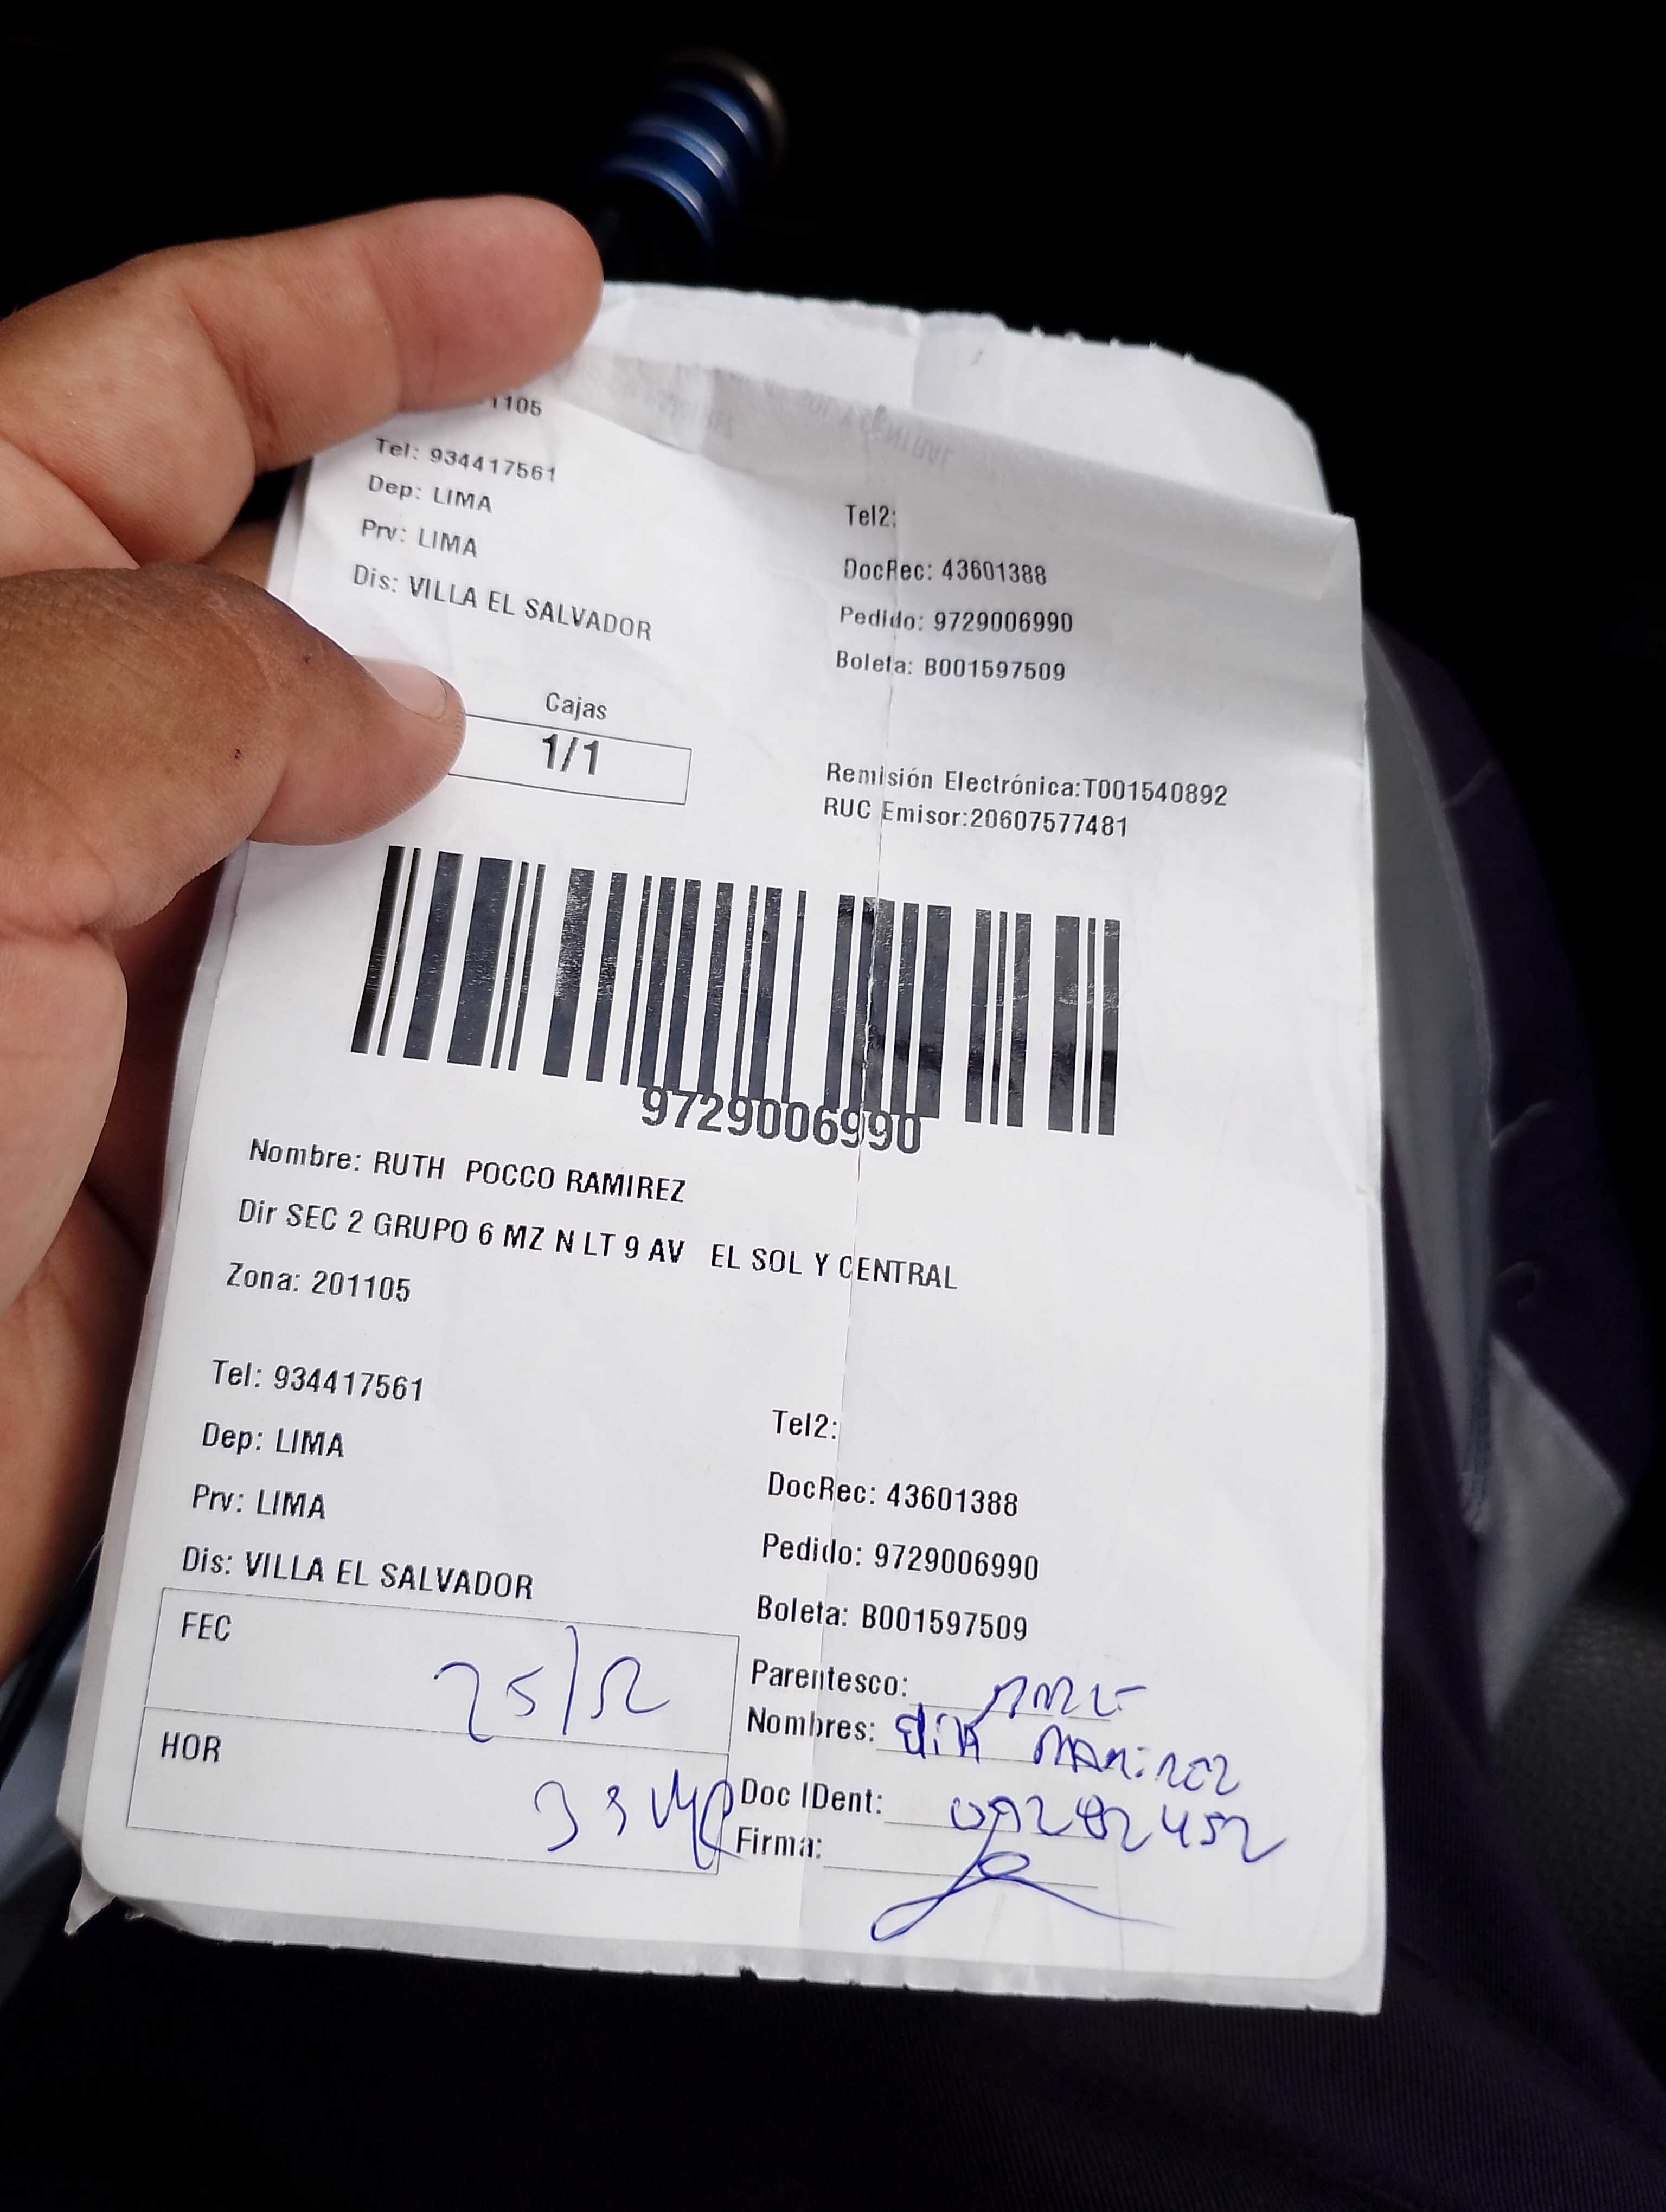 1105
Tel: 934417561
Dep: LIMA
Prv: LIMA
Dis: VILLA EL SALVADOR
Tel2:
DocRec: 43601388
Pedido: 9729006990
Boleta: B001597509
Cajas
1/1
Remisión Electrónica:T001540892
RUC Emisor:20607577481
9729006990
Nombre: RUTH POCCO RAMIREZ
Dir SEC 2 GRUPO 6 MZ N LT 9 AV EL SOL Y CENTRAL
Zona: 201105
Tel: 934417561
Dep: LIMA
Prv: LIMA
Dis: VILLA EL SALVADOR
Tel2:
DocRec: 43601388
Pedido: 9729006990
Boleta: B001597509
FEC
HOR
Parentesco:
Nombres: RAMiREZ
Doc IDent:
Firma: